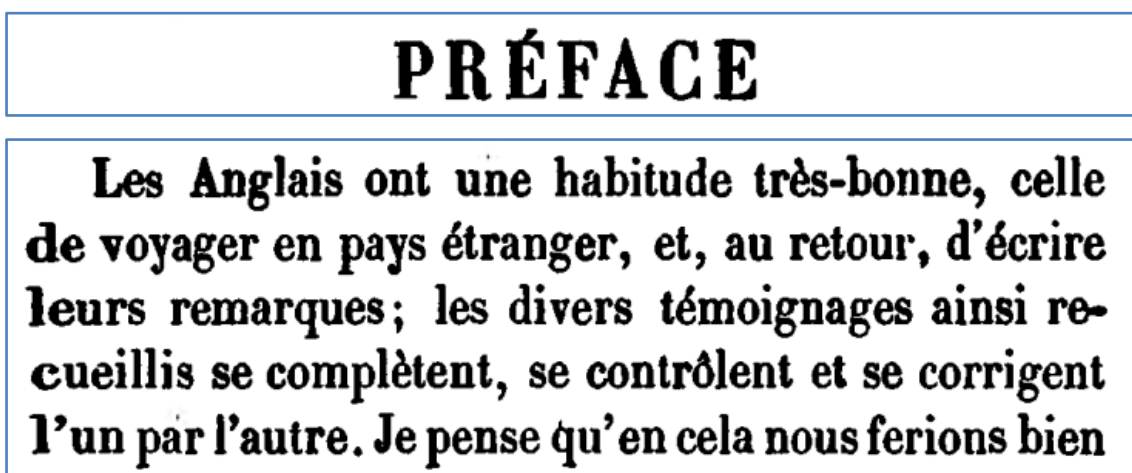 PRÉFACE
Les Anglais ont une habitude très-bonne, celle
de voyager en pays étranger, et, au retour, d'écrire
leurs remarques; les divers témoignages ainsi re-
cueillis se complètent, se contrôlent et se corrigent
l'un par l'autre. Je pense qu'en cela nous ferions bien